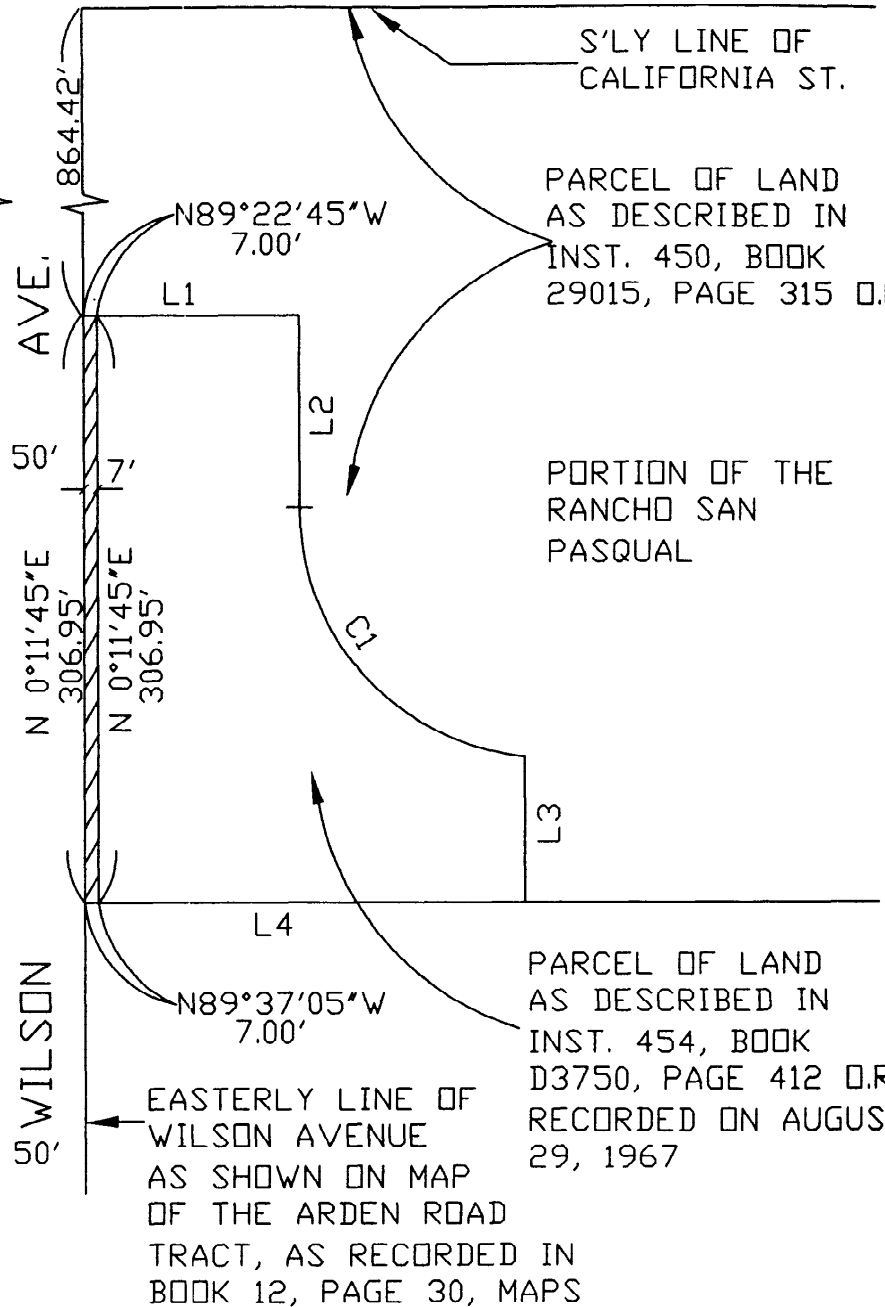 S'LY LINE OF
CALIFORNIA ST.
864.42'
N89°22'45"W
7.00'
PARCEL OF LAND
AS DESCRIBED IN
INST. 450, BOOK
29015, PAGE 315 O.
AVE.
L1
L2
50'
7'
PORTION OF THE
RANCHO SAN
PASQUAL
N 0°11'45"E
306.95'
N 0°11'45"E
306.95'
C1
L3
L4
N89°37'05"W
7.00'
PARCEL OF LAND
AS DESCRIBED IN
INST. 454, BOOK
D3750, PAGE 412 O.R
RECORDED ON AUGUS
29, 1967
WILSON
50'
EASTERLY LINE OF
WILSON AVENUE
AS SHOWN ON MAP
OF THE ARDEN ROAD
TRACT, AS RECORDED IN
BOOK 12, PAGE 30, MAPS